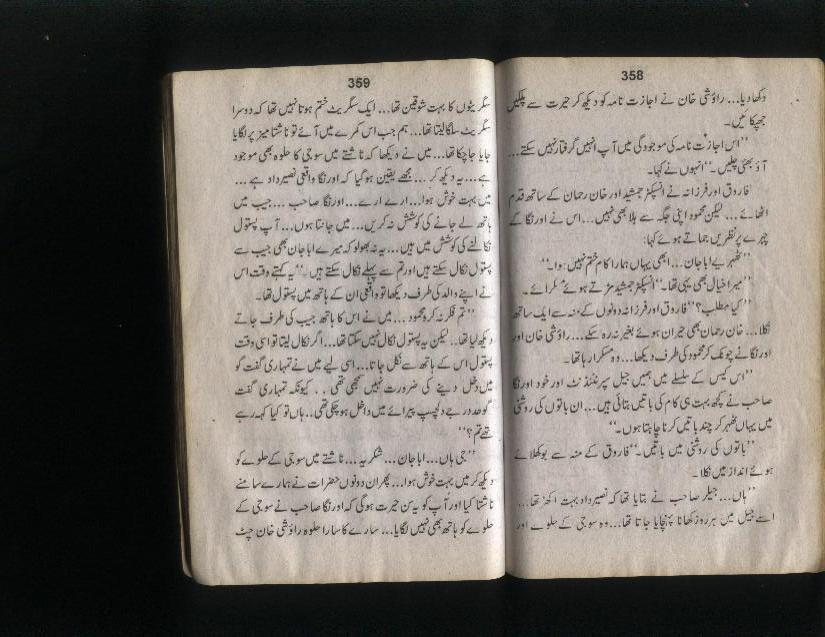 358
دکھا دیا... راؤشی خان نے اجازت نامہ کو دیکھ کر حیرت سے پلکیں
جھپکائیں۔
"اس اجازت نامہ کی موجودگی میں آپ انہیں گرفتار نہیں سکتے...
آؤ بھئی چلیں۔" انہوں نے کہا۔
فاروق اور فرزانہ نے انسپکٹر جمشید اور خان رحمان کے ساتھ قدم
اٹھائے... لیکن محمود اپنی جگہ سے ہلا بھی نہیں... اس نے اورنگا کے
چہرے پر نظریں جماتے ہوئے کہا:
"ٹھہریے ابا جان... ابھی یہاں ہمارا کام ختم نہیں ہوا۔"
"میرا خیال بھی یہی تھا۔" انسپکٹر جمشید مڑتے ہوئے مسکرائے۔
"کیا مطلب؟" فاروق اور فرزانہ دونوں کے منہ سے ایک ساتھ
نکلا... خان رحمان بھی حیران ہوئے بغیر نہ رہ سکے... راؤشی خان اور
اورنگا نے چونک کر محمود کی طرف دیکھا... وہ مسکرا رہا تھا۔
"اس کیس کے سلسلے میں ہمیں جیل سپرنٹنڈنٹ اور خود اورنگا
صاحب نے کچھ بہت ہی کام کی باتیں بتائی ہیں... ان باتوں کی روشنی
میں یہاں ٹھہر کر چند باتیں کرنا چاہتا ہوں۔"
"باتوں کی روشنی میں باتیں۔" فاروق کے منہ سے بوکھلائے
ہوئے انداز میں نکلا۔
"ہاں... جیلر صاحب نے بتایا تھا کہ نصیر داد بہت اکھڑ تھا...
اسے جیل میں ہر روز کھانا پہنچایا جاتا تھا... وہ سوجی کے حلوے اور
359
سگریٹوں کا بہت شوقین تھا... ایک سگریٹ ختم ہوتا نہیں تھا کہ دوسرا
سگریٹ سلگا لیتا تھا... ہم جب اس کمرے میں آئے تو ناشتا میز پر لگایا
جایا جا چکا تھا... میں نے دیکھا کہ ناشتے میں سوجی کا حلوہ بھی موجود
ہے... یہ دیکھ کر... مجھے یقین ہو گیا کہ اورنگا واقعی نصیر داد ہے...
میں بہت خوش ہوا... ارے ارے... اورنگا صاحب... جیب میں
ہاتھ لے جانے کی کوشش نہ کریں... میں جانتا ہوں... آپ پستول
نکالنے کی کوشش میں ہیں... یہ نہ بھولو کہ میرے ابا جان بھی جیب سے
پستول نکال سکتے ہیں اور تم سے پہلے نکال سکتے ہیں۔" یہ کہتے وقت اس
نے اپنے والد کی طرف دیکھا تو واقعی ان کے ہاتھ میں پستول تھا۔
"تم فکر نہ کرو محمود... میں نے اس کا ہاتھ جیب کی طرف جاتے
دیکھ لیا تھا... لیکن یہ پستول نکال نہیں سکتا تھا... اگر نکال لیتا تو اسی وقت
پستول اس کے ہاتھ سے نکل جاتا... اسی لیے میں نے تمہاری گفت گو
میں دخل دینے کی ضرورت نہیں سمجھی تھی... کیونکہ تمہاری گفت
گو حد درجے دلچسپ پیرائے میں داخل ہو چکی تھی... ہاں تو کیا کہہ رہے
تھے تم؟"
"جی ہاں... ابا جان... شکریہ... ناشتے میں سوجی کے حلوے کو
دیکھ کر میں بہت خوش ہوا... پھر ان دونوں حضرات نے ہمارے سامنے
ناشتا کیا اور آپ کو یہ سن حیرت ہو گی کہ اورنگا صاحب نے سوجی کے
حلوے کو ہاتھ بھی نہیں لگایا... سارے کا سارا حلوہ راؤشی خان چٹ